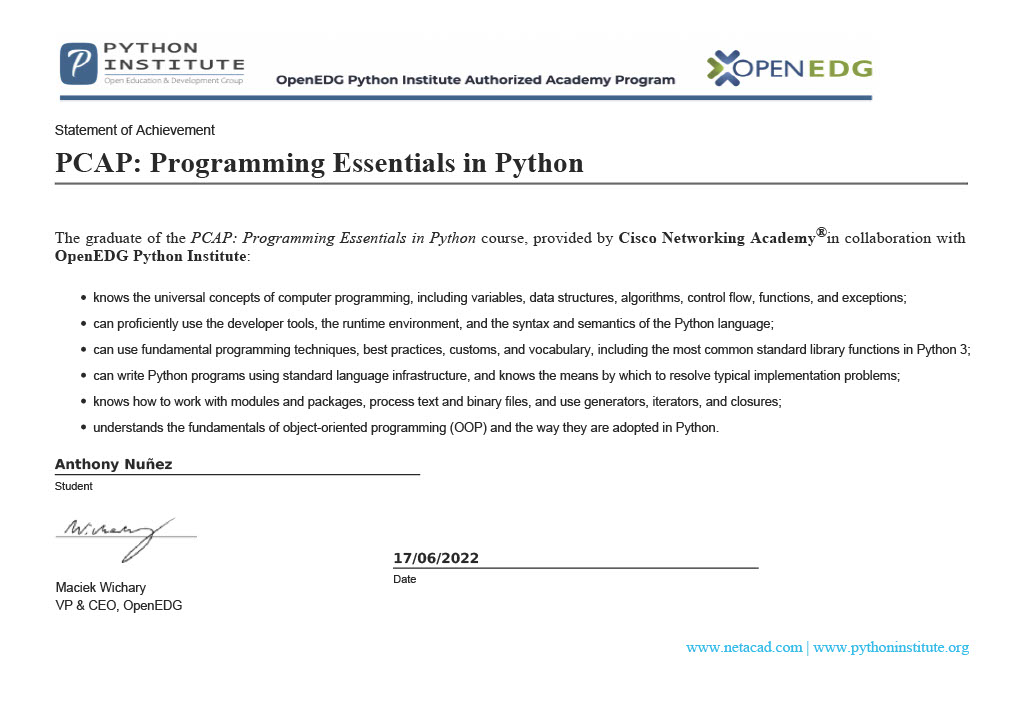 PYTHON
INSTITUTE
Open Education & Development Group
OpenEDG Python Institute Authorized Academy Program
OPENEDG
Statement of Achievement
PCAP: Programming Essentials in Python
The graduate of the PCAP: Programming Essentials in Python course, provided by Cisco Networking Academy®in collaboration with
OpenEDG Python Institute:
• knows the universal concepts of computer programming, including variables, data structures, algorithms, control flow, functions, and exceptions;
• can proficiently use the developer tools, the runtime environment, and the syntax and semantics of the Python language;
• can use fundamental programming techniques, best practices, customs, and vocabulary, including the most common standard library functions in Python 3;
• can write Python programs using standard language infrastructure, and knows the means by which to resolve typical implementation problems;
• knows how to work with modules and packages, process text and binary files, and use generators, iterators, and closures;
• understands the fundamentals of object-oriented programming (OOP) and the way they are adopted in Python.
Anthony Nuñez
Student
W. Wichary
17/06/2022
Date
Maciek Wichary
VP & CEO, OpenEDG
www.netacad.com | www.pythoninstitute.org